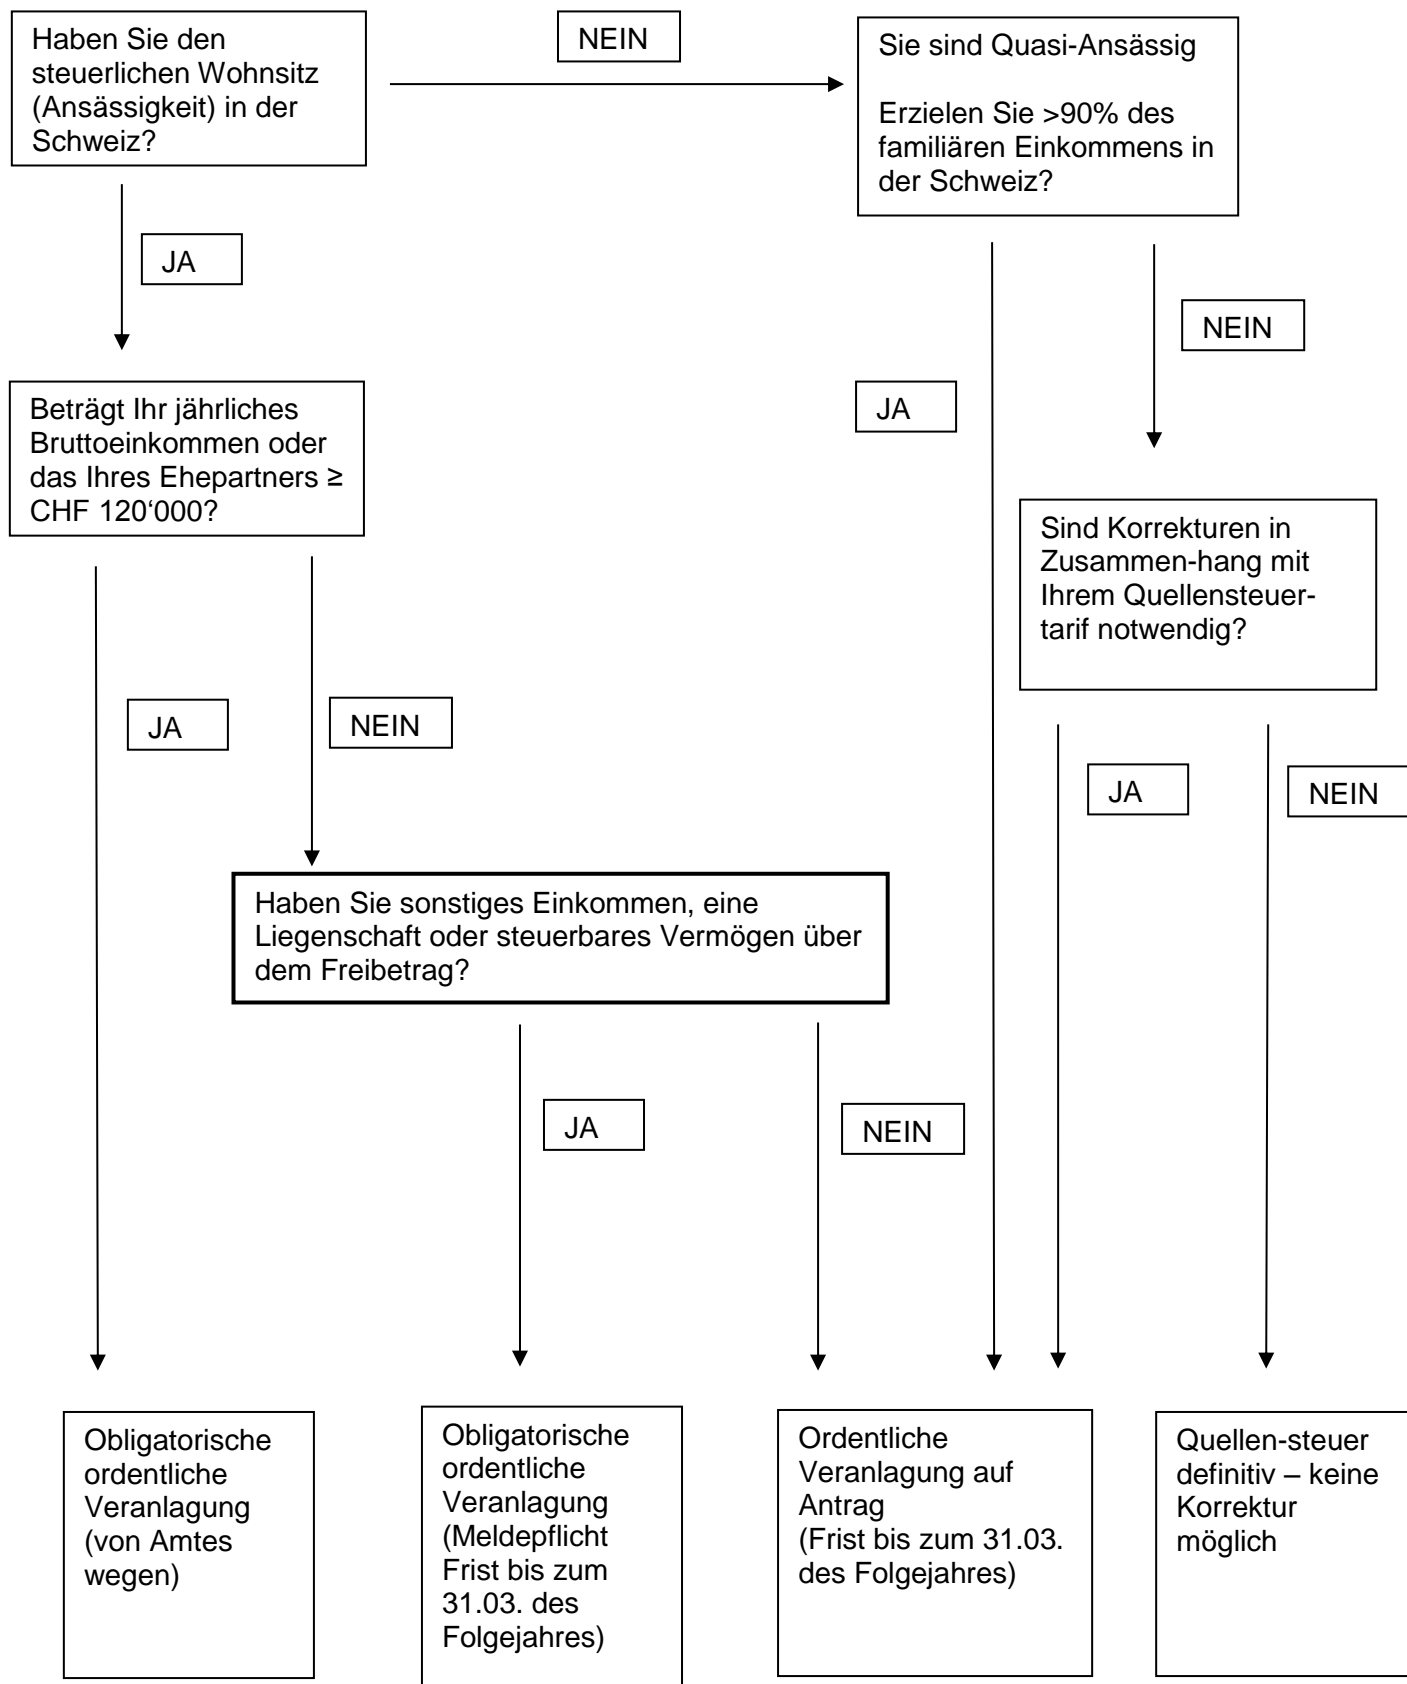 Haben Sie den
steuerlichen Wohnsitz
(Ansässigkeit) in der
Schweiz?
NEIN
Sie sind Quasi-Ansässig
Erzielen Sie >90% des
familiären Einkommens in
der Schweiz?
JA
NEIN
Beträgt Ihr jährliches
Bruttoeinkommen oder
das Ihres Ehepartners ≥
CHF 120‘000?
JA
Sind Korrekturen in
Zusammen-hang mit
Ihrem Quellensteuer-
tarif notwendig?
JA
NEIN
JA
NEIN
Haben Sie sonstiges Einkommen, eine
Liegenschaft oder steuerbares Vermögen über
dem Freibetrag?
JA
NEIN
Obligatorische
ordentliche
Veranlagung
(von Amtes
wegen)
Obligatorische
ordentliche
Veranlagung
(Meldepflicht
Frist bis zum
31.03. des
Folgejahres)
Ordentliche
Veranlagung auf
Antrag
(Frist bis zum 31.03.
des Folgejahres)
Quellen-steuer
definitiv – keine
Korrektur
möglich